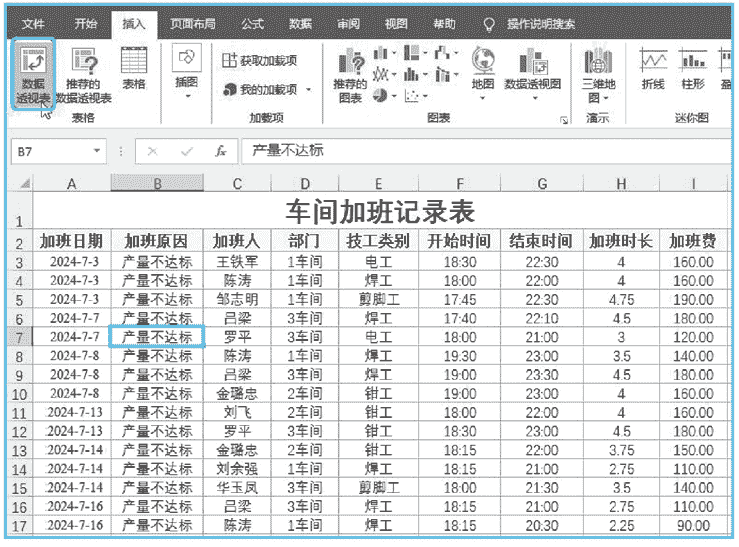 文件 开始 插入 页面布局 公式 数据 审阅 视图 帮助 操作说明搜索
数据透视表 推荐的数据透视表 表格 插图 获取加载项 我的加载项 推荐的图表 地图 数据透视图 三维地图 折线 柱形 盈
表格 加载项 图表 演示 迷你图
B7 fx 产量不达标
A B C D E F G H I
1 车间加班记录表
2 加班日期 加班原因 加班人 部门 技工类别 开始时间 结束时间 加班时长 加班费
3 2024-7-3 产量不达标 王铁军 1车间 电工 18:30 22:30 4 160.00
4 2024-7-3 产量不达标 陈涛 1车间 焊工 18:00 22:00 4 160.00
5 2024-7-3 产量不达标 邹志明 1车间 剪脚工 17:45 22:30 4.75 190.00
6 2024-7-7 产量不达标 吕梁 3车间 焊工 17:40 22:10 4.5 180.00
7 2024-7-7 产量不达标 罗平 3车间 电工 18:00 21:00 3 120.00
8 2024-7-8 产量不达标 陈涛 1车间 焊工 19:30 23:00 3.5 140.00
9 2024-7-8 产量不达标 吕梁 3车间 焊工 19:00 23:30 4.5 180.00
10 2024-7-8 产量不达标 金璐忠 2车间 钳工 19:00 23:00 4 160.00
11 2024-7-13 产量不达标 刘飞 2车间 钳工 18:00 22:00 4 160.00
12 2024-7-13 产量不达标 罗平 3车间 钳工 18:30 23:00 4.5 180.00
13 2024-7-14 产量不达标 金璐忠 2车间 钳工 18:15 22:00 3.75 150.00
14 2024-7-14 产量不达标 刘余强 1车间 焊工 18:15 21:00 2.75 110.00
15 2024-7-14 产量不达标 华玉凤 3车间 剪脚工 18:00 21:30 3.5 140.00
16 2024-7-16 产量不达标 吕梁 3车间 焊工 18:15 21:00 2.75 110.00
17 2024-7-16 产量不达标 陈涛 1车间 焊工 18:15 20:30 2.25 90.00